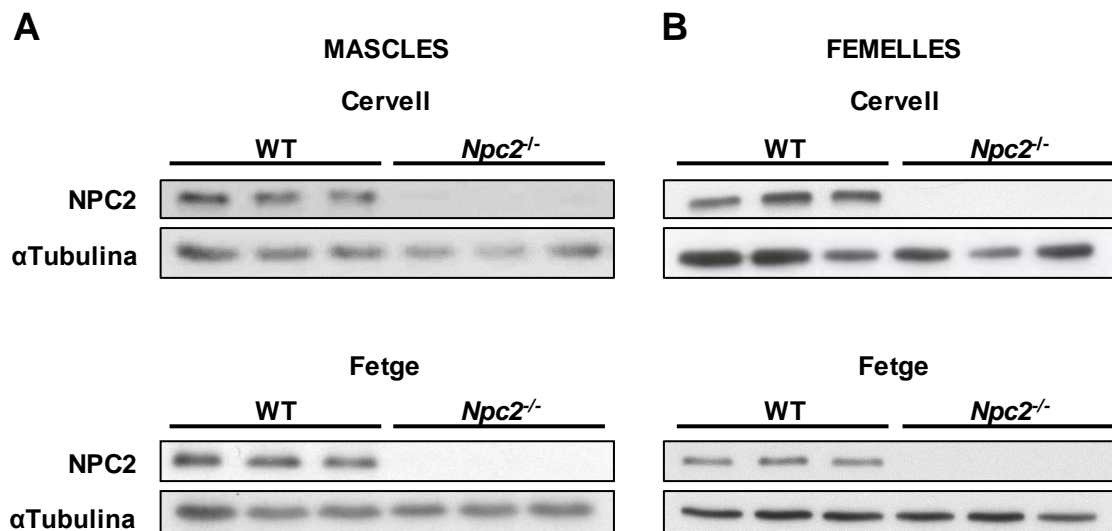 A
MASCLES
Cervell
WT Npc2-/-
NPC2
αTubulina
Fetge
WT Npc2-/-
NPC2
αTubulina
B
FEMELLES
Cervell
WT Npc2-/-
Fetge
WT Npc2-/-